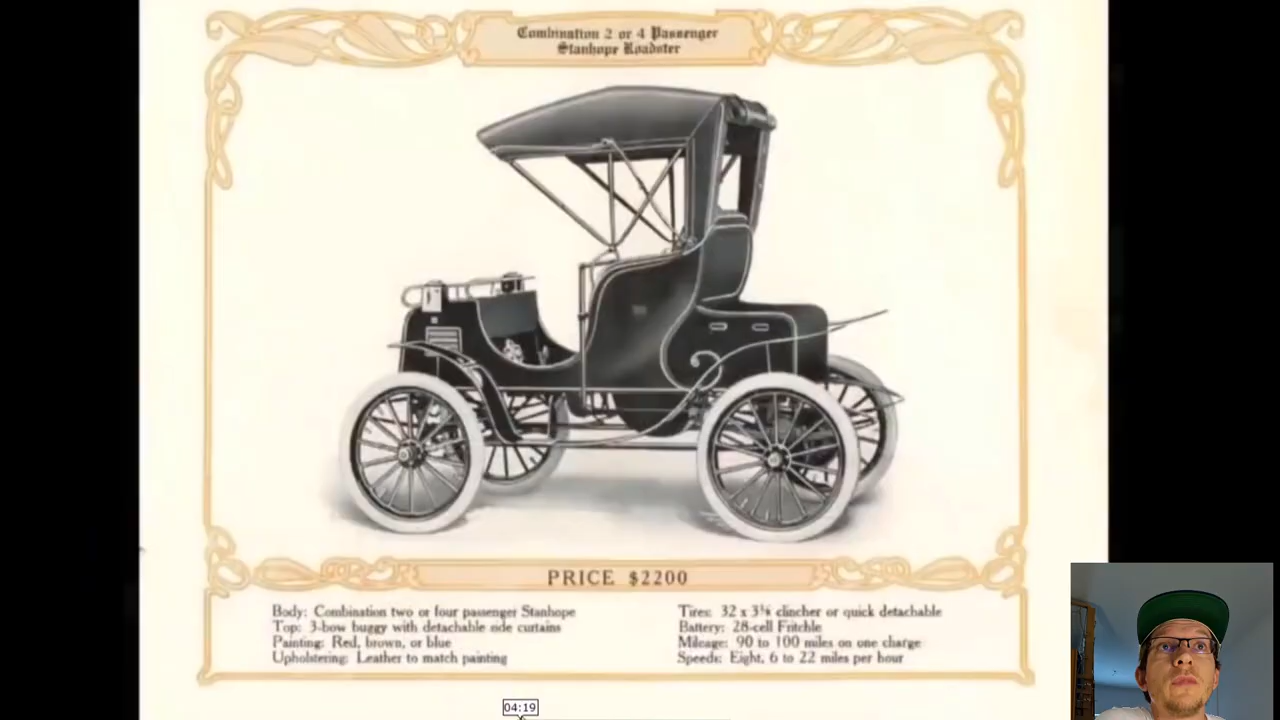 Combination 2 or 4 Passenger
Stanhope Roadster
PRICE $2200
Body: Combination two or four passenger Stanhope
Top: 3-bow buggy with detachable side curtains
Painting: Red, brown, or blue
Upholstering: Leather to match painting
Tires: 32 x 3½ clincher or quick detachable
Battery: 28-cell Fritchle
Mileage: 90 to 100 miles on one charge
Speeds: Eight, 6 to 22 miles per hour
04:19